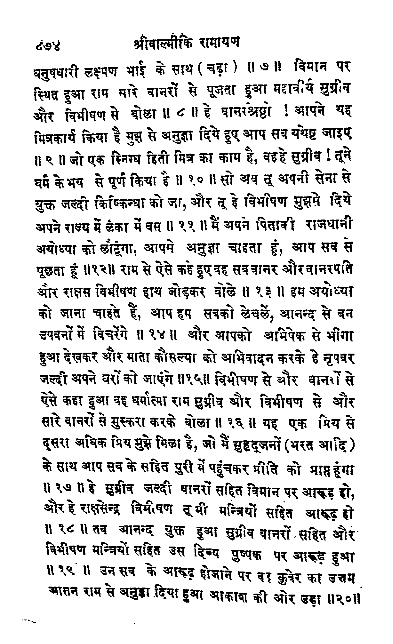 ८७४ श्रीवाल्मीकि रामायण
धनुषधारी लक्ष्मण भाई के साथ (चढ़ा) ॥७॥ विमान पर
स्थित हुआ राम सारे वानरों से पूजता हुआ महावीर्य सुग्रीव
और विभीषण से बोला ॥ ८ ॥ हे वानरश्रेष्ठो ! आपने यह
मित्रकार्य किया है मुझ से अनुज्ञा दिये हुए आप सब यथेष्ट जाइए
॥ ९ ॥ जो एक स्निग्ध हिती मित्र का काम है, वह हे सुग्रीव ! तूने
धर्म के भय से पूर्ण किया है ॥ १० ॥ सो अब तू अपनी सेना से
युक्त जल्दी किष्किन्धा को जा, और तू हे विभीषण मुझसे दिये
अपने राज्य में लंका में बस ॥ ११ ॥ मैं अपने पिताकी राजधानी
अयोध्या को लौटूंगा, आपसे अनुज्ञा चाहता हूं, आप सब से
पूछता हूं ॥१२॥ राम से ऐसे कहे हुए वह सब वानर और वानरपति
और राक्षस विभीषण हाथ जोड़कर बोले ॥ १३ ॥ हम अयोध्या
को जाना चाहते हैं, आप हम सबको लेचलें, आनन्द से बन
उपवनों में विचरेंगे ॥ १४ ॥ और आपको अभिषेक से भींगा
हुआ देखकर और माता कौसल्या को अभिवादन करके हे नृपवर
जल्दी अपने घरों को जाएंगे ॥१५॥ विभीषण से और वानरों से
ऐसे कहा हुआ वह धर्मात्मा राम सुग्रीव और विभीषण से और
सारे वानरों से मुस्करा करके बोला ॥ १६ ॥ यह एक प्रिय से
दूसरा अधिक प्रिय मुझे मिला है, जो मैं सुहृदजनों (भरत आदि)
के साथ आप सब के सहित पुरी में पहुंचकर प्रीति को प्राप्त हूंगा
॥ १७ ॥ हे सुग्रीव जल्दी वानरों सहित विमान पर आरूढ़ हो,
और हे राक्षसेन्द्र विभीषण तू भी मन्त्रियों सहित आरूढ़ हो
॥ १८ ॥ तब आनन्द युक्त हुआ सुग्रीव वानरों सहित और
विभीषण मन्त्रियों सहित उस दिव्य पुष्पक पर आरूढ़ हुआ
॥ १९ ॥ उन सब के आरूढ़ होजाने पर वह कुबेर का उत्तम
आसन राम से अनुज्ञा दिया हुआ आकाश की ओर उड़ा ॥२०॥